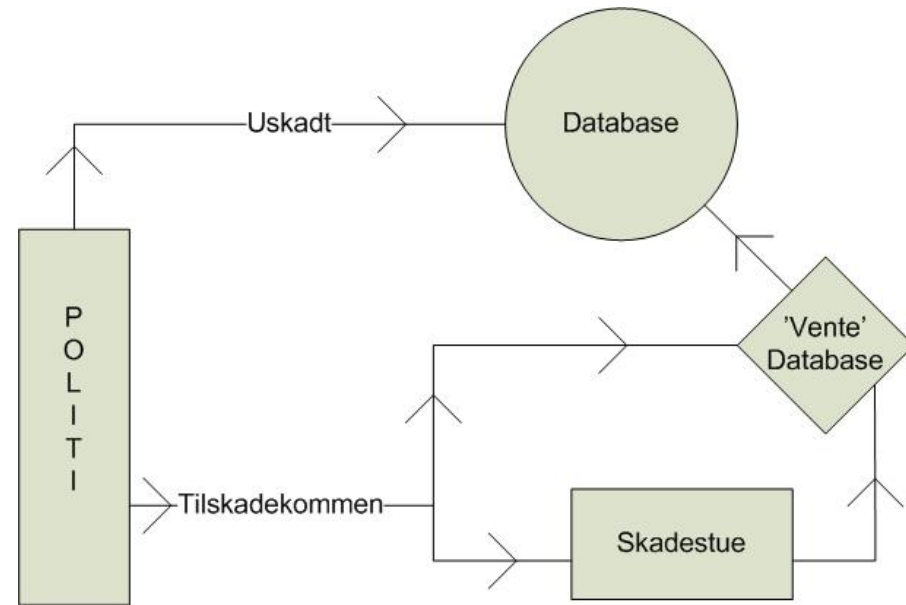 Uskadt
Database
P
O
L
I
T
I
'Vente'
Database
Tilskadekommen
Skadestue